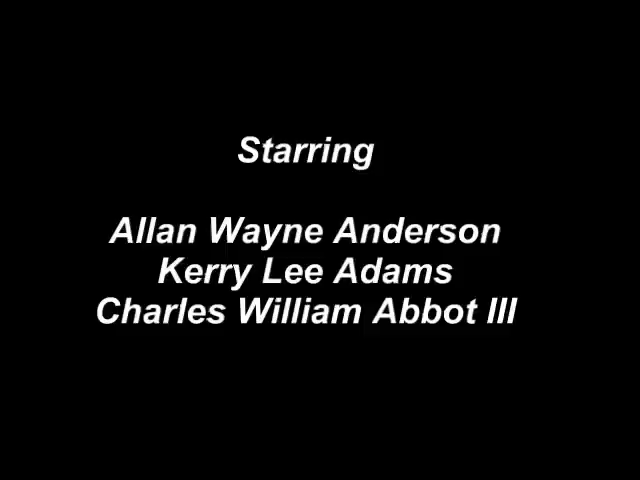 Starring
Allan Wayne Anderson
Kerry Lee Adams
Charles William Abbot III